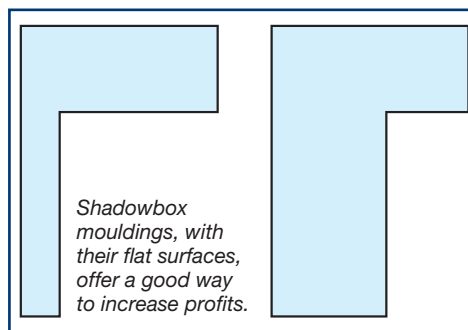 Shadowbox
mouldings, with
their flat surfaces,
offer a good way
to increase profits.